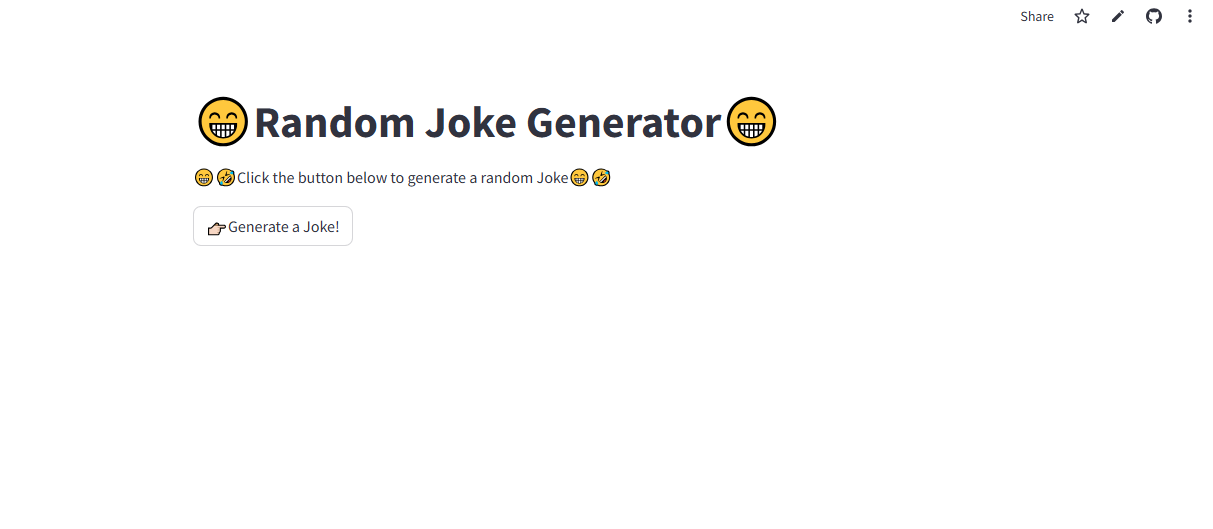 Share
😁Random Joke Generator😁
😁🤣Click the button below to generate a random Joke😁🤣
👉🏻Generate a Joke!